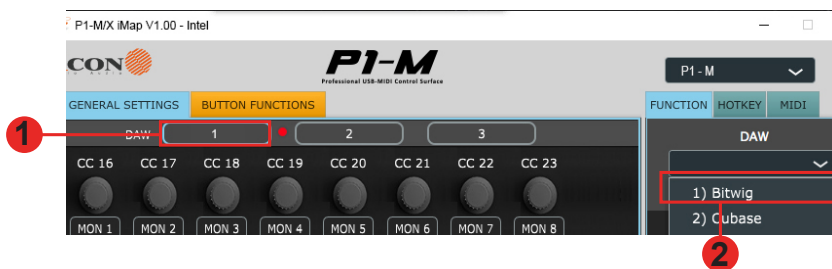 P1-M/X iMap V1.00 - Intel
CON
P1-M
Professional USB-MIDI Control Surface
P1 - M
GENERAL SETTINGS BUTTON FUNCTIONS
FUNCTION HOTKEY MIDI
1
DAW 1 2 3
DAW
CC 16 CC 17 CC 18 CC 19 CC 20 CC 21 CC 22 CC 23
1) Bitwig
MON 1 MON 2 MON 3 MON 4 MON 5 MON 6 MON 7 MON 8
2) Cubase
2